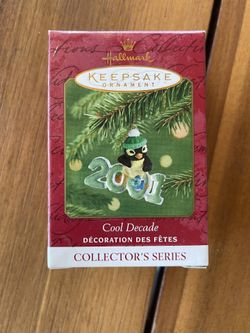 Hallmark
KEEPSAKE
ORNAMENT
2001
Cool Decade
DÉCORATION DES FÊTES
COLLECTOR'S SERIES